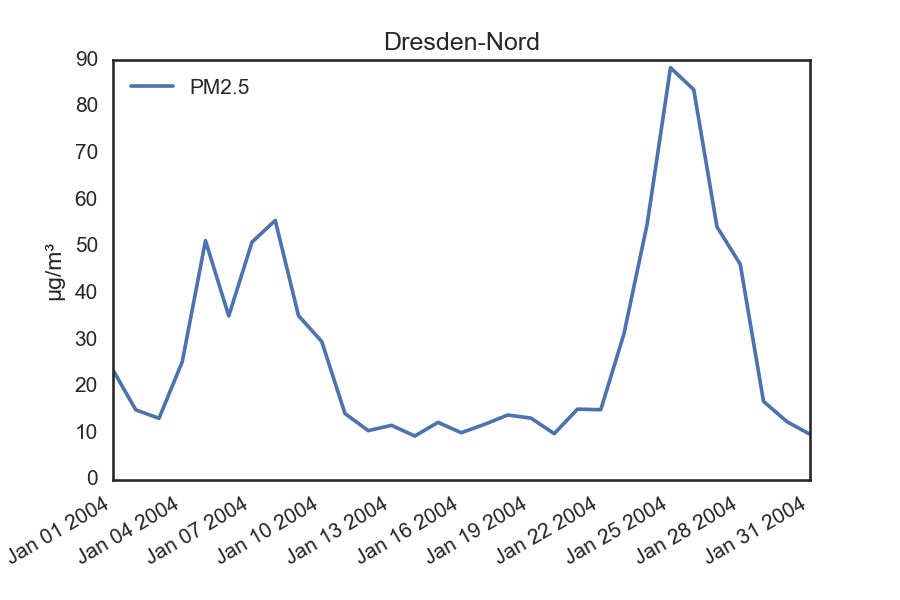 Dresden-Nord
PM2.5
µg/m³
90
80
70
60
50
40
30
20
10
0
Jan 01 2004
Jan 04 2004
Jan 07 2004
Jan 10 2004
Jan 13 2004
Jan 16 2004
Jan 19 2004
Jan 22 2004
Jan 25 2004
Jan 28 2004
Jan 31 2004